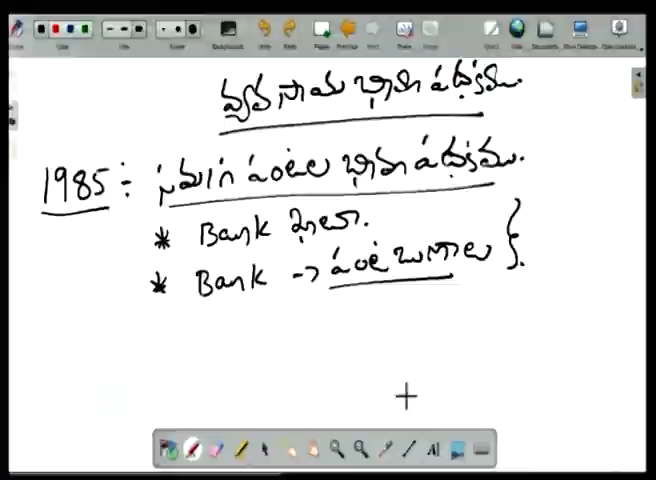 వ్యవసాయ భీమా పథకము.
1985 :- సమగ్ర పంటల భీమా పథకము.
* Bank ఖాతా.
* Bank -> పంట ఋణాలు